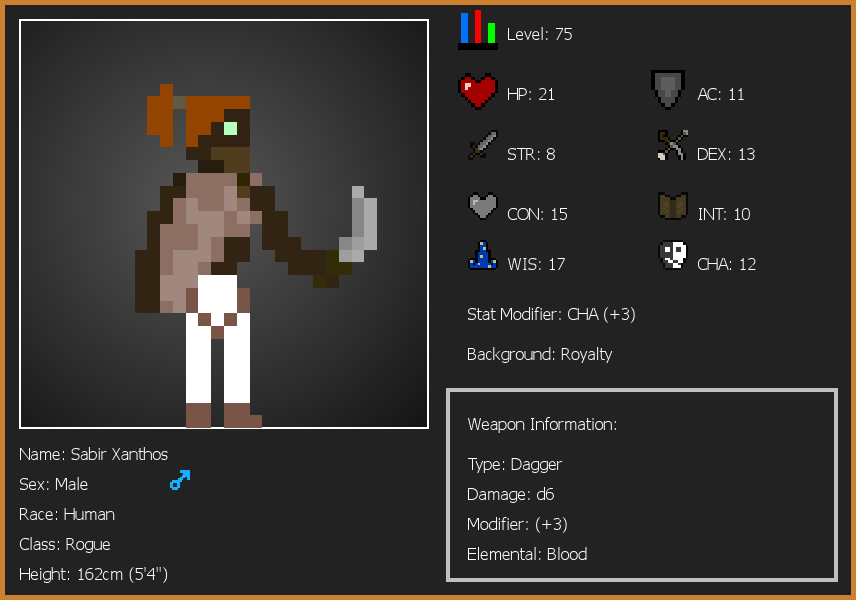 Level: 75
HP: 21
AC: 11
STR: 8
DEX: 13
CON: 15
INT: 10
WIS: 17
CHA: 12
Stat Modifier: CHA (+3)
Background: Royalty
Weapon Information:
Type: Dagger
Damage: d6
Modifier: (+3)
Elemental: Blood
Name: Sabir Xanthos
Sex: Male
Race: Human
Class: Rogue
Height: 162cm (5'4")